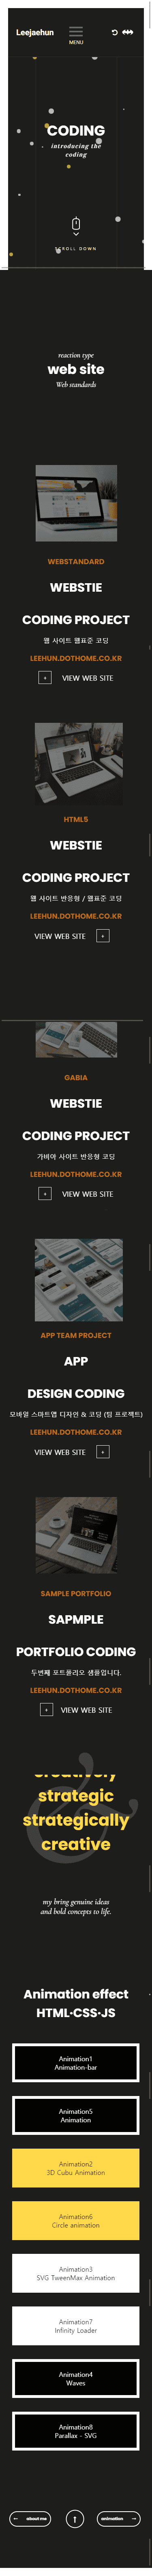 Leejaehun
MENU
CODING
introducing the
coding
SCROLL DOWN
reaction type
web site
Web standards
WEBSTANDARD
WEBSTIE
CODING PROJECT
웹 사이트 웹표준 코딩
LEEHUN.DOTHOME.CO.KR
+ VIEW WEB SITE
HTML5
WEBSTIE
CODING PROJECT
웹 사이트 반응형 / 웹표준 코딩
LEEHUN.DOTHOME.CO.KR
VIEW WEB SITE +
GABIA
WEBSTIE
CODING PROJECT
가비아 사이트 반응형 코딩
LEEHUN.DOTHOME.CO.KR
+ VIEW WEB SITE
APP TEAM PROJECT
APP
DESIGN CODING
모바일 스마트앱 디자인 & 코딩 (팀 프로젝트)
LEEHUN.DOTHOME.CO.KR
VIEW WEB SITE +
SAMPLE PORTFOLIO
SAPMPLE
PORTFOLIO CODING
두번째 포트폴리오 샘플입니다.
LEEHUN.DOTHOME.CO.KR
+ VIEW WEB SITE
&
creatively
strategic
strategically
creative
my bring genuine ideas
and bold concepts to life.
Animation effect
HTML·CSS·JS
Animation1
Animation-bar
Animation5
Animation
Animation2
3D Cubu Animation
Animation6
Circle animation
Animation3
SVG TweenMax Animation
Animation7
Infinity Loader
Animation4
Waves
Animation8
Parallax - SVG
← about me ↑ animation →